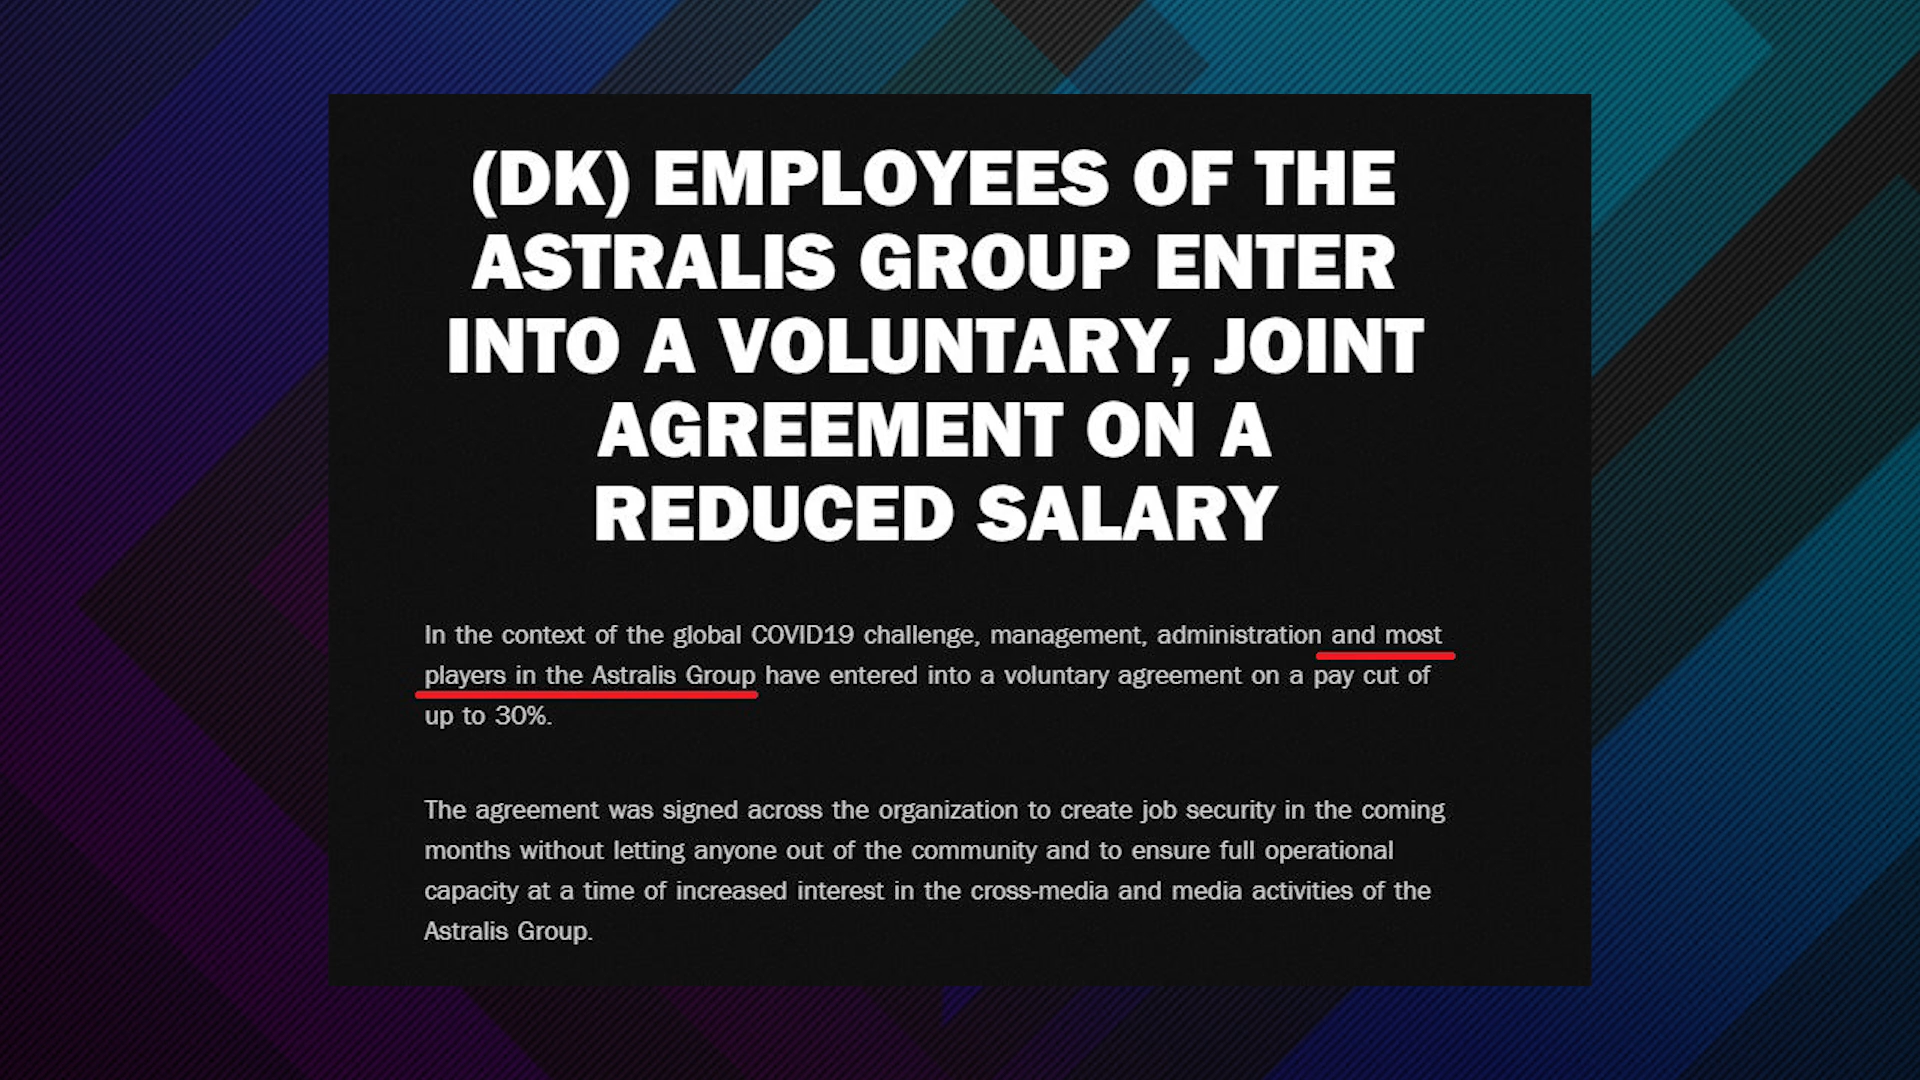 (DK) EMPLOYEES OF THE
ASTRALIS GROUP ENTER
INTO A VOLUNTARY, JOINT
AGREEMENT ON A
REDUCED SALARY
In the context of the global COVID19 challenge, management, administration and most
players in the Astralis Group have entered into a voluntary agreement on a pay cut of
up to 30%.
The agreement was signed across the organization to create job security in the coming
months without letting anyone out of the community and to ensure full operational
capacity at a time of increased interest in the cross-media and media activities of the
Astralis Group.